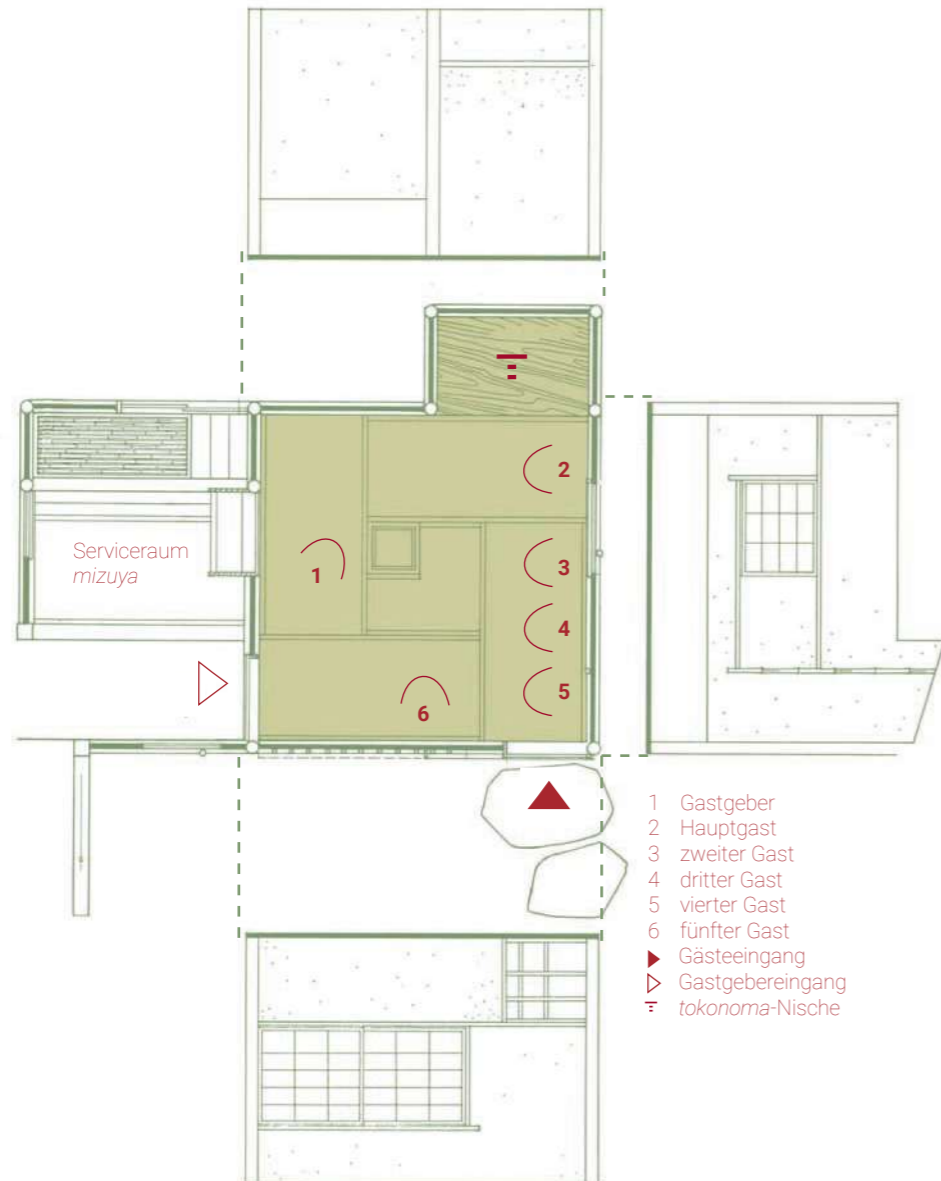 2
1
3
4
5
6
Serviceraum
mizuya
1 Gastgeber
2 Hauptgast
3 zweiter Gast
4 dritter Gast
5 vierter Gast
6 fünfter Gast
Gästeeingang
Gastgebereingang
tokonoma-Nische